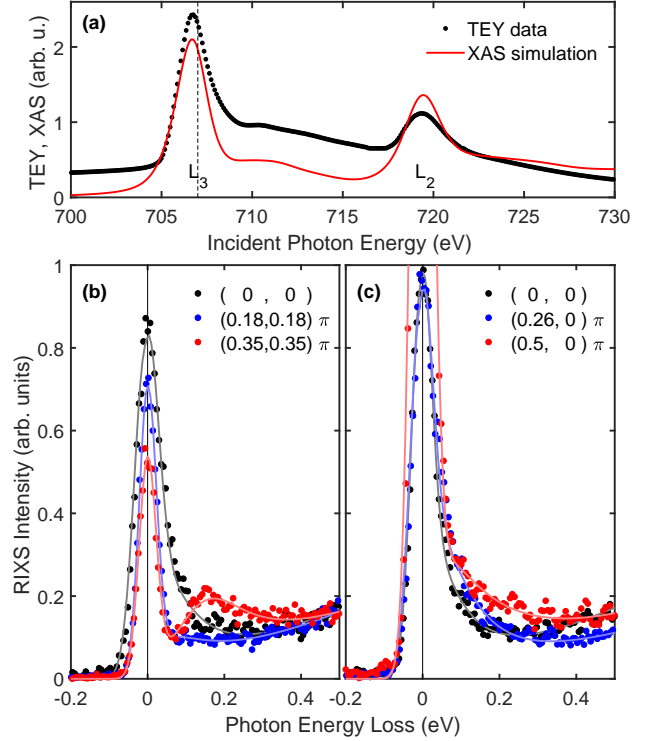 (a)
TEY data
XAS simulation
TEY, XAS (arb. u.)
0
1
2
L3
L2
700 705 710 715 720 725 730
Incident Photon Energy (eV)
(b)
( 0 , 0 )
(0.18,0.18) π
(0.35,0.35) π
(c)
( 0, 0 )
(0.26, 0) π
(0.5, 0) π
RIXS Intensity (arb. units)
0
0.2
0.4
0.6
0.8
1
-0.2 0 0.2 0.4
-0.2 0 0.2 0.4
Photon Energy Loss (eV)